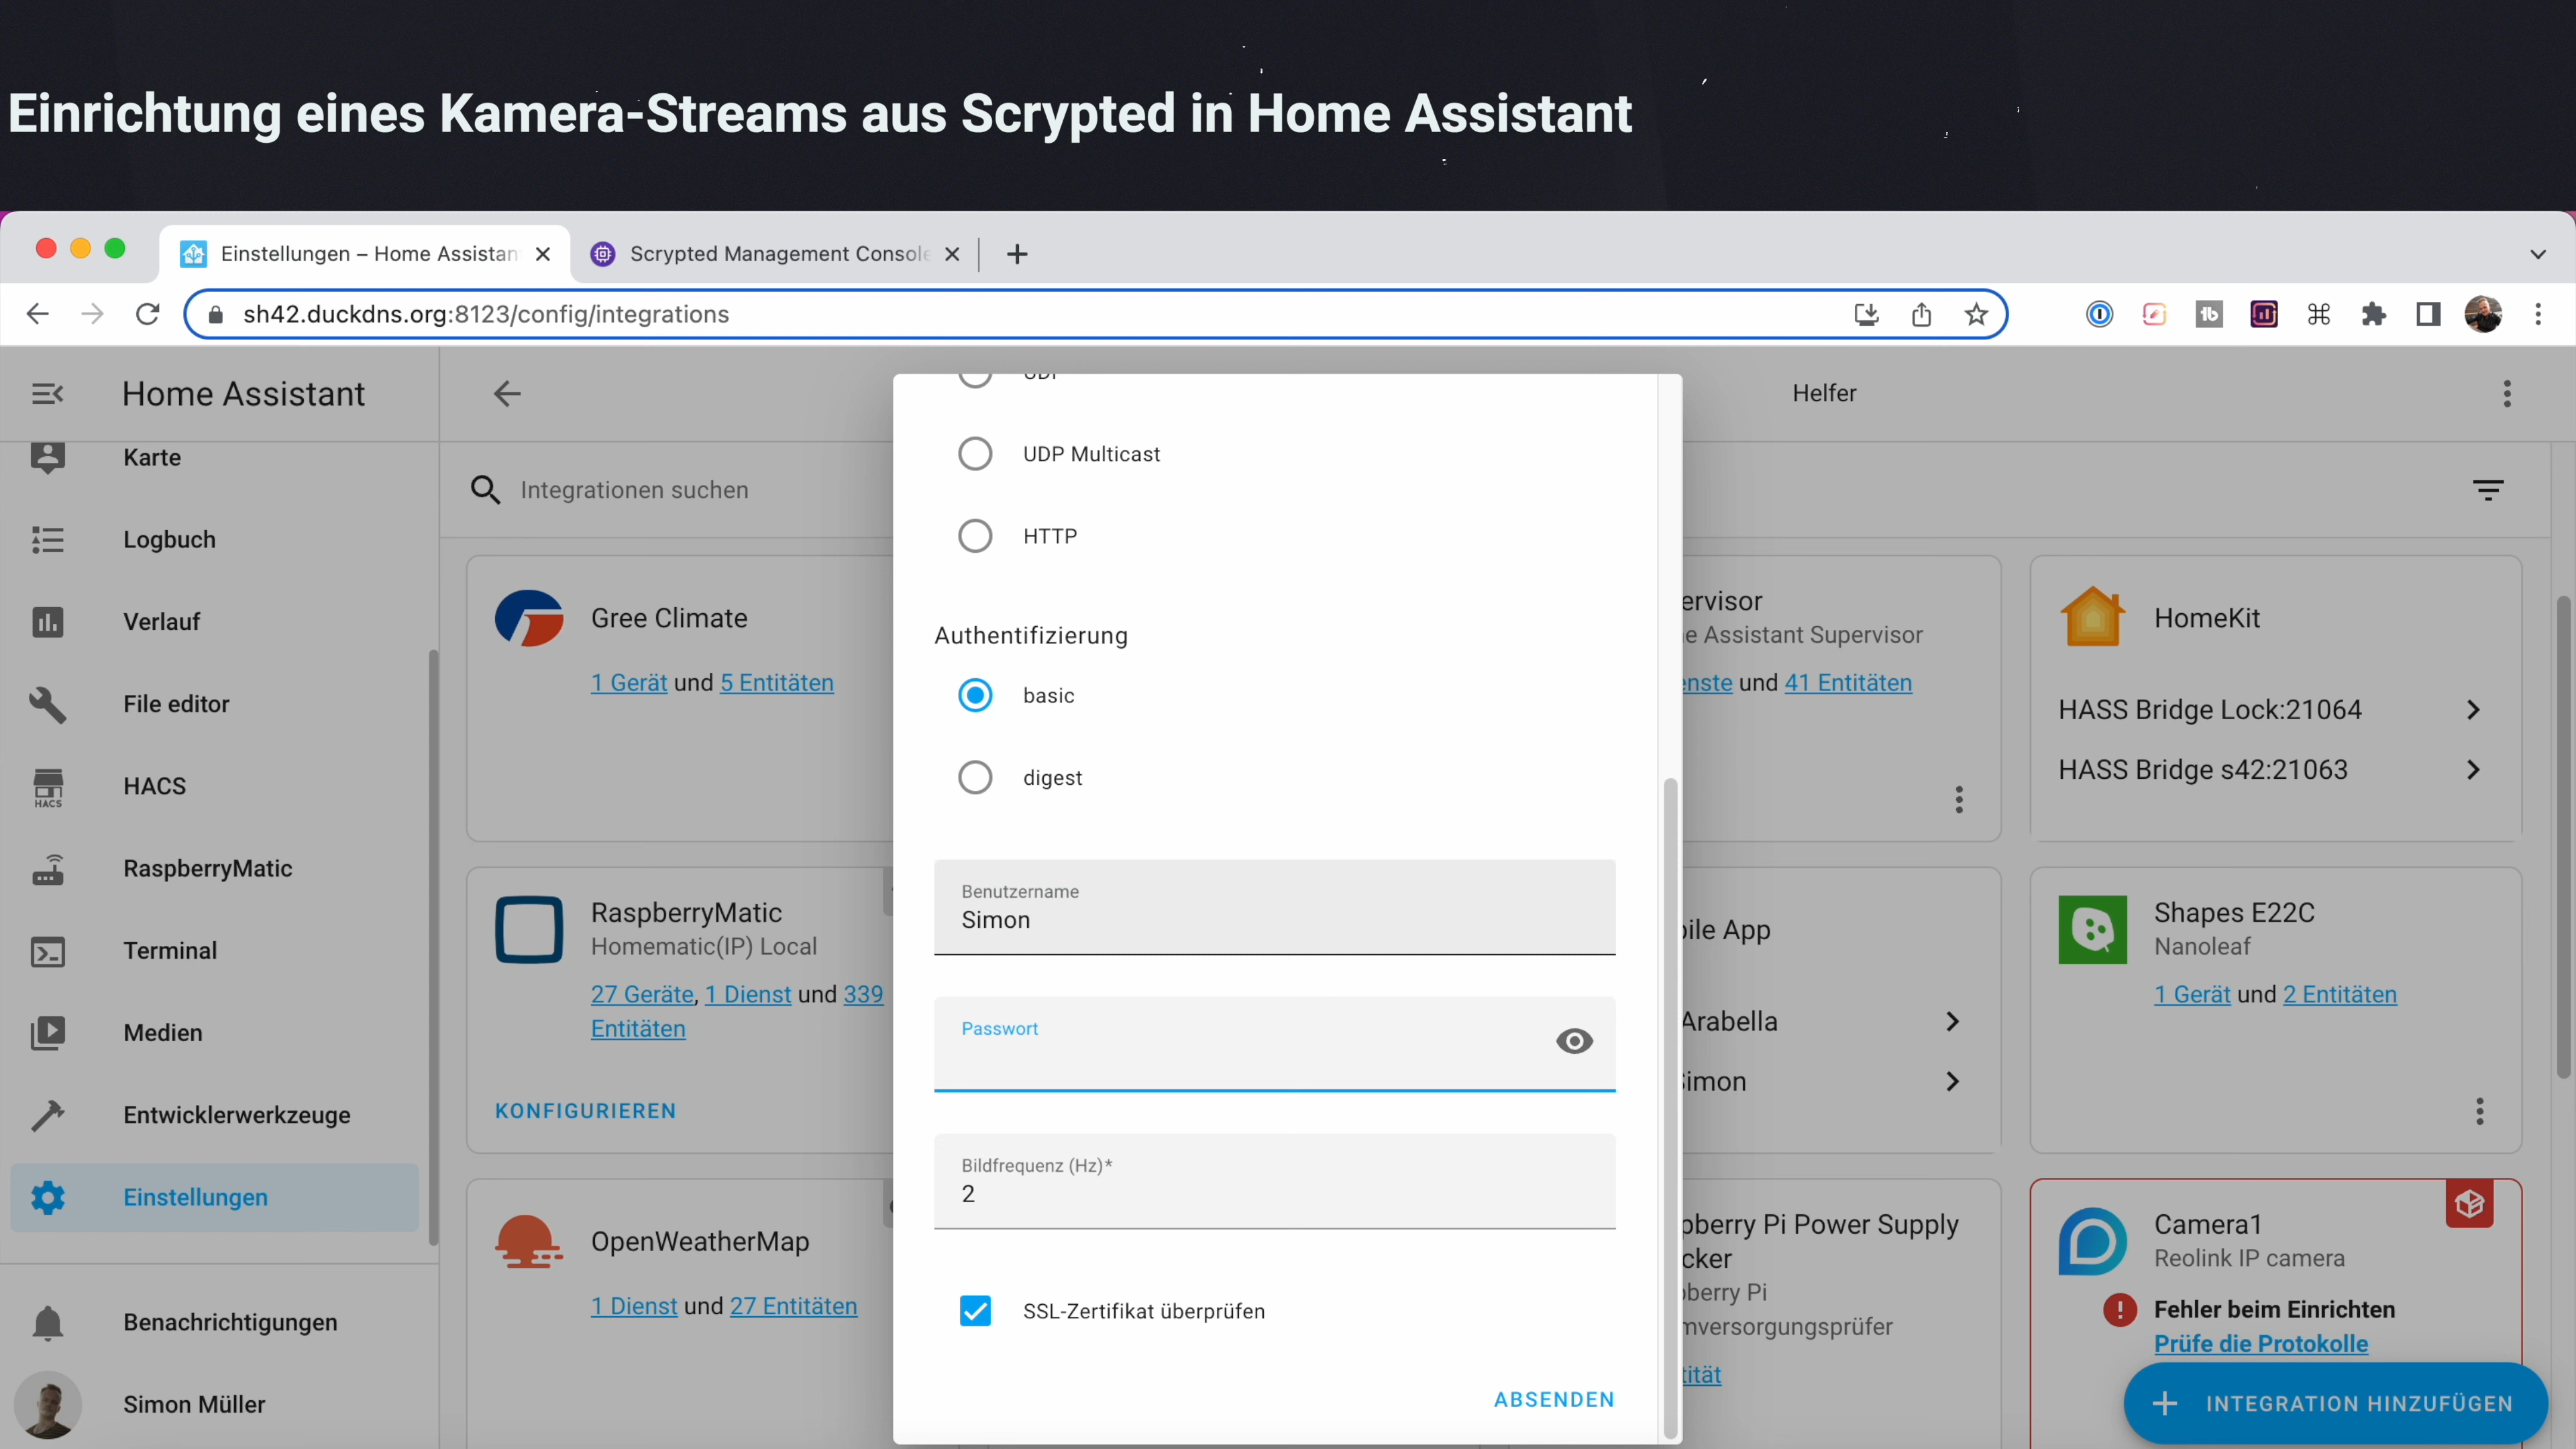 Einrichtung eines Kamera-Streams aus Scrypted in Home Assistant
Einstellungen – Home Assistan
Scrypted Management Console
sh42.duckdns.org:8123/config/integrations
Home Assistant
Helfer
Karte
Logbuch
Verlauf
File editor
HACS
HACS
RaspberryMatic
Terminal
Medien
Entwicklerwerkzeuge
Einstellungen
Benachrichtigungen
Simon Müller
Integrationen suchen
Gree Climate
1 Gerät und 5 Entitäten
RaspberryMatic
Homematic(IP) Local
27 Geräte, 1 Dienst und 339
Entitäten
KONFIGURIEREN
OpenWeatherMap
1 Dienst und 27 Entitäten
UDP Multicast
HTTP
Authentifizierung
basic
digest
Benutzername
Simon
Passwort
Bildfrequenz (Hz)*
2
SSL-Zertifikat überprüfen
ABSENDEN
ervisor
e Assistant Supervisor
enste und 41 Entitäten
ile App
Arabella
imon
pberry Pi Power Supply
cker
berry Pi
mversorgungsprüfer
tität
HomeKit
HASS Bridge Lock:21064
HASS Bridge s42:21063
Shapes E22C
Nanoleaf
1 Gerät und 2 Entitäten
Camera1
Reolink IP camera
Fehler beim Einrichten
Prüfe die Protokolle
INTEGRATION HINZUFÜGEN